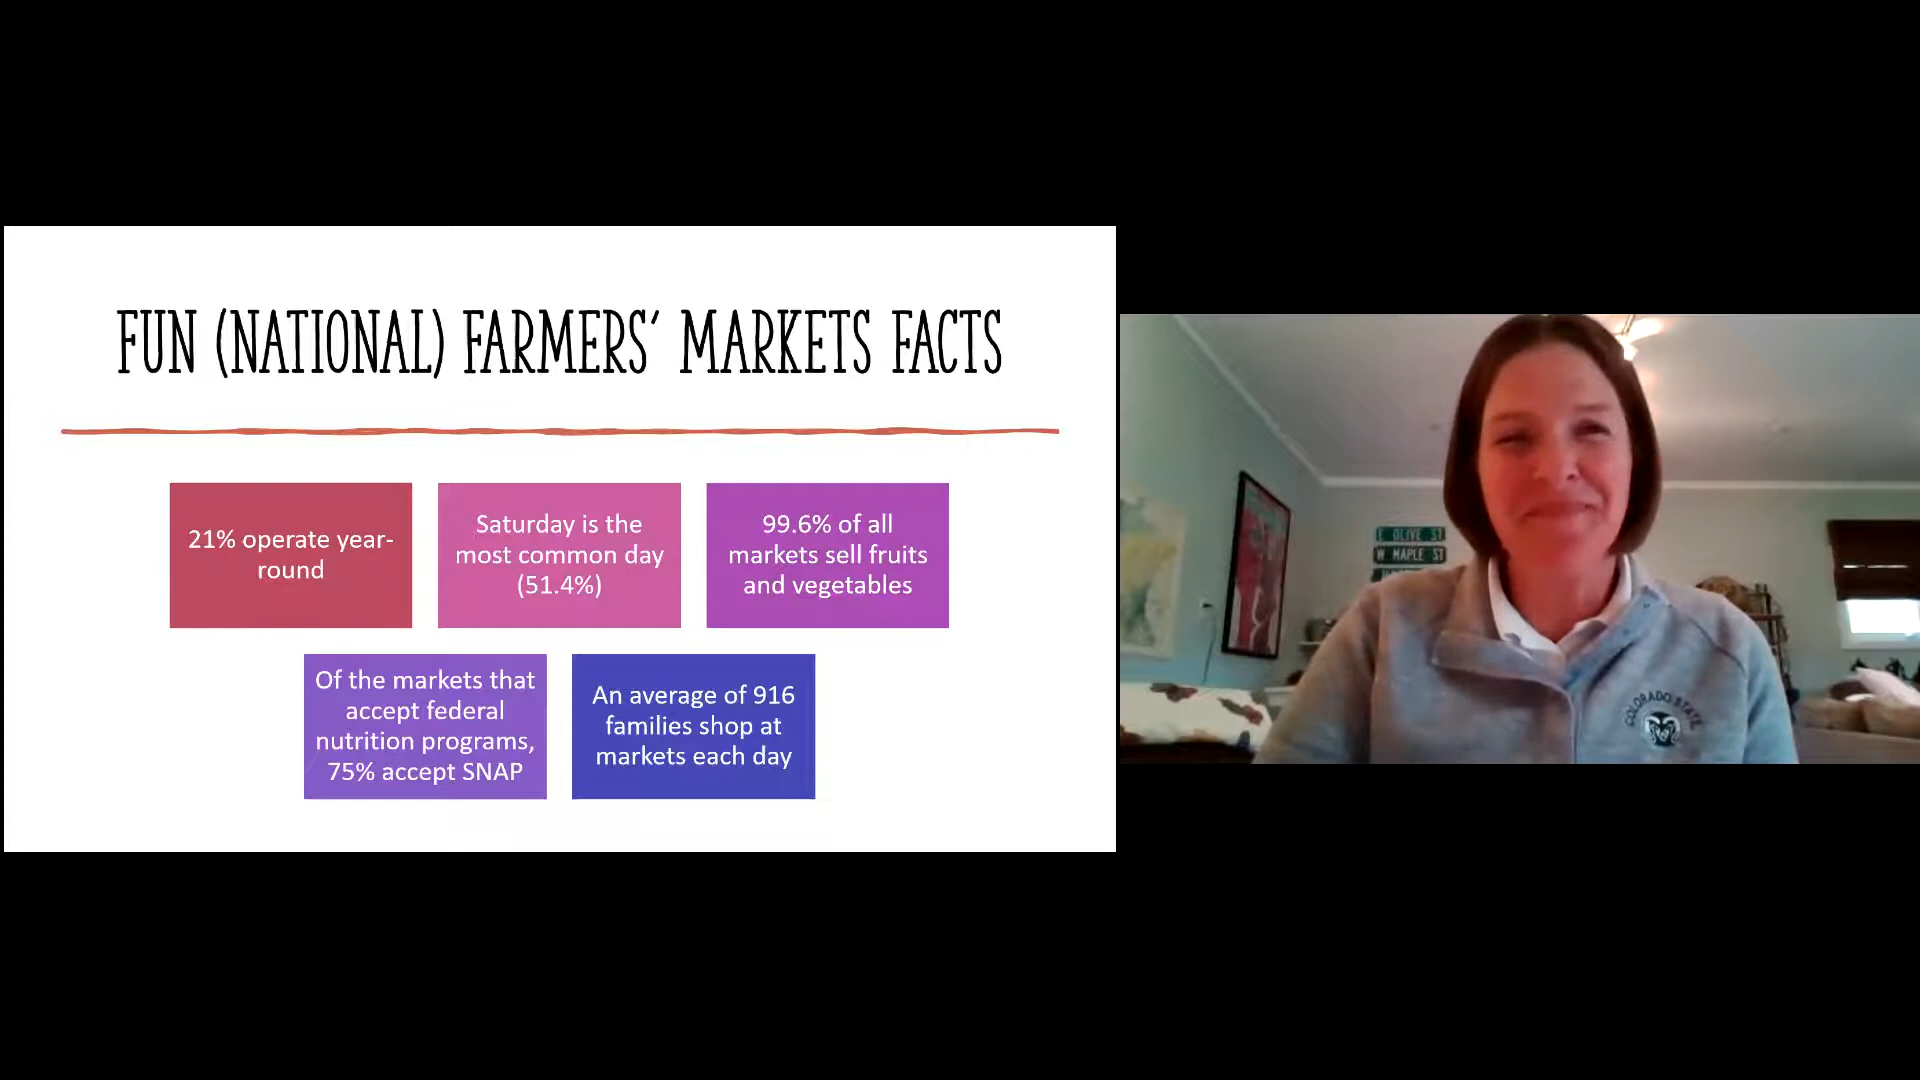 FUN (NATIONAL) FARMERS' MARKETS FACTS
21% operate year-
round
Saturday is the
most common day
(51.4%)
99.6% of all
markets sell fruits
and vegetables
Of the markets that
accept federal
nutrition programs,
75% accept SNAP
An average of 916
families shop at
markets each day
E OLIVE ST
W MAPLE ST
COLORADO STATE